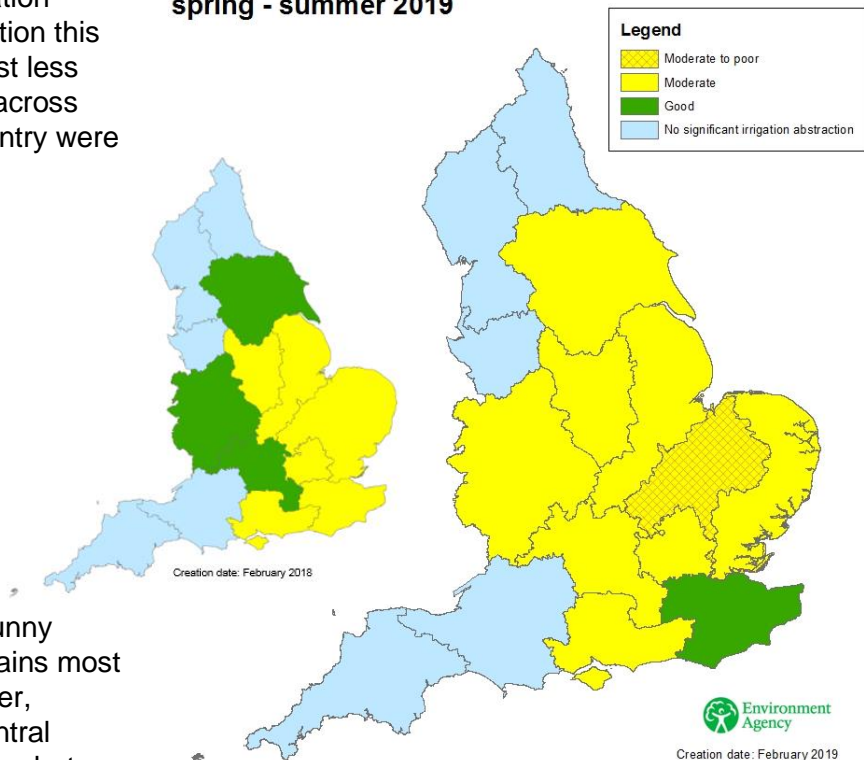 spring - summer 2019
tion this
st less
across
ntry were
Legend
Moderate to poor
Moderate
Good
No significant irrigation abstraction
Creation date: February 2018
unny
ains most
er,
ntral
Environment
Agency
Creation date: February 2019